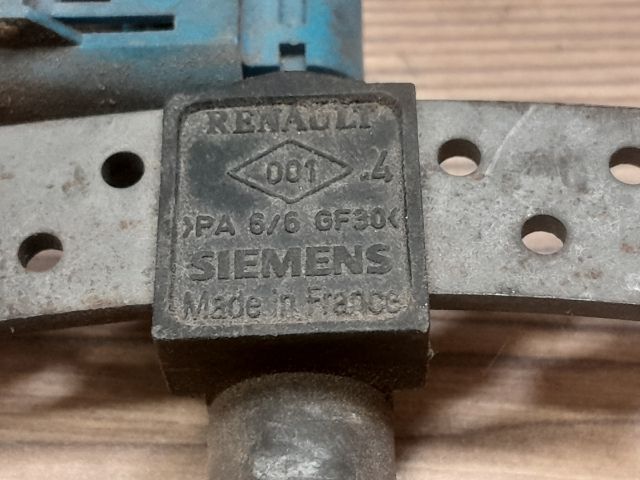 RENAULT
001 .4
>PA 6/6 GF30<
SIEMENS
Made in France